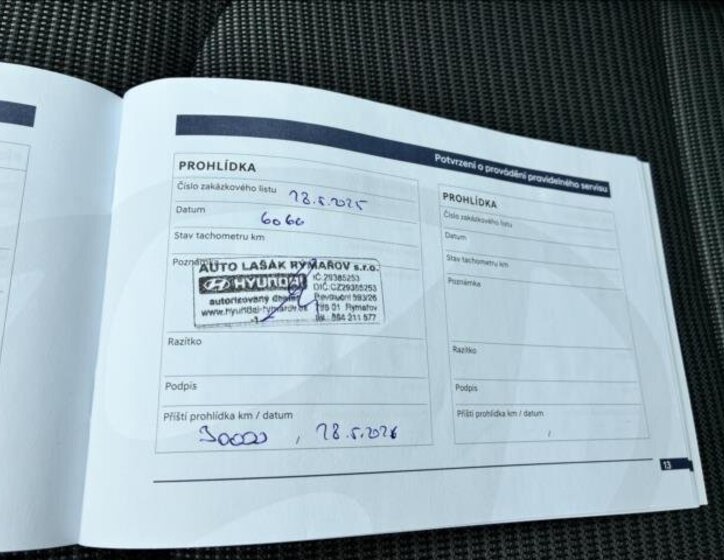 Potvrzení o provádění pravidelného servisu
PROHLÍDKA
Číslo zakázkového listu 28.5.2025
Datum 6060
Stav tachometru km
Poznámka
AUTO LAŠÁK RÝMAŘOV s.r.o.
HYUNDAI
IČ:29385253
DIČ:CZ29385253
autorizovaný dealer
Revoluční 593/26
www.hyundai-rymarov.cz
795 01 Rýmařov
tel. 554 211 577
-1-
Razítko
Podpis
Příští prohlídka km / datum
30000 , 28.5.2026
PROHLÍDKA
Číslo zakázkového listu
Datum
Stav tachometru km
Poznámka
Razítko
Podpis
Příští prohlídka km / datum
/
13